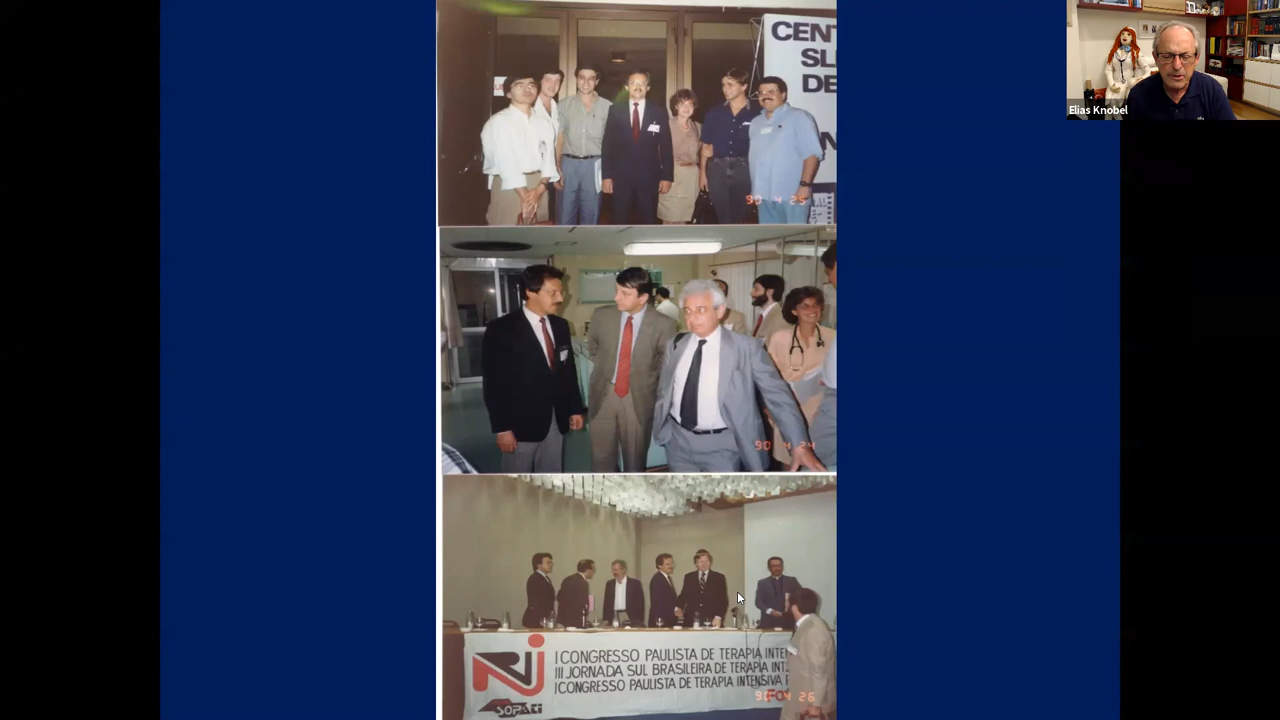 CENT
SL
DE
90 4 25
90 4 24
I CONGRESSO PAULISTA DE TERAPIA INTE
III JORNADA SUL BRASILEIRA DE TERAPIA INT
I CONGRESSO PAULISTA DE TERAPIA INTENSIVA
SOPATI
Elias Knobel